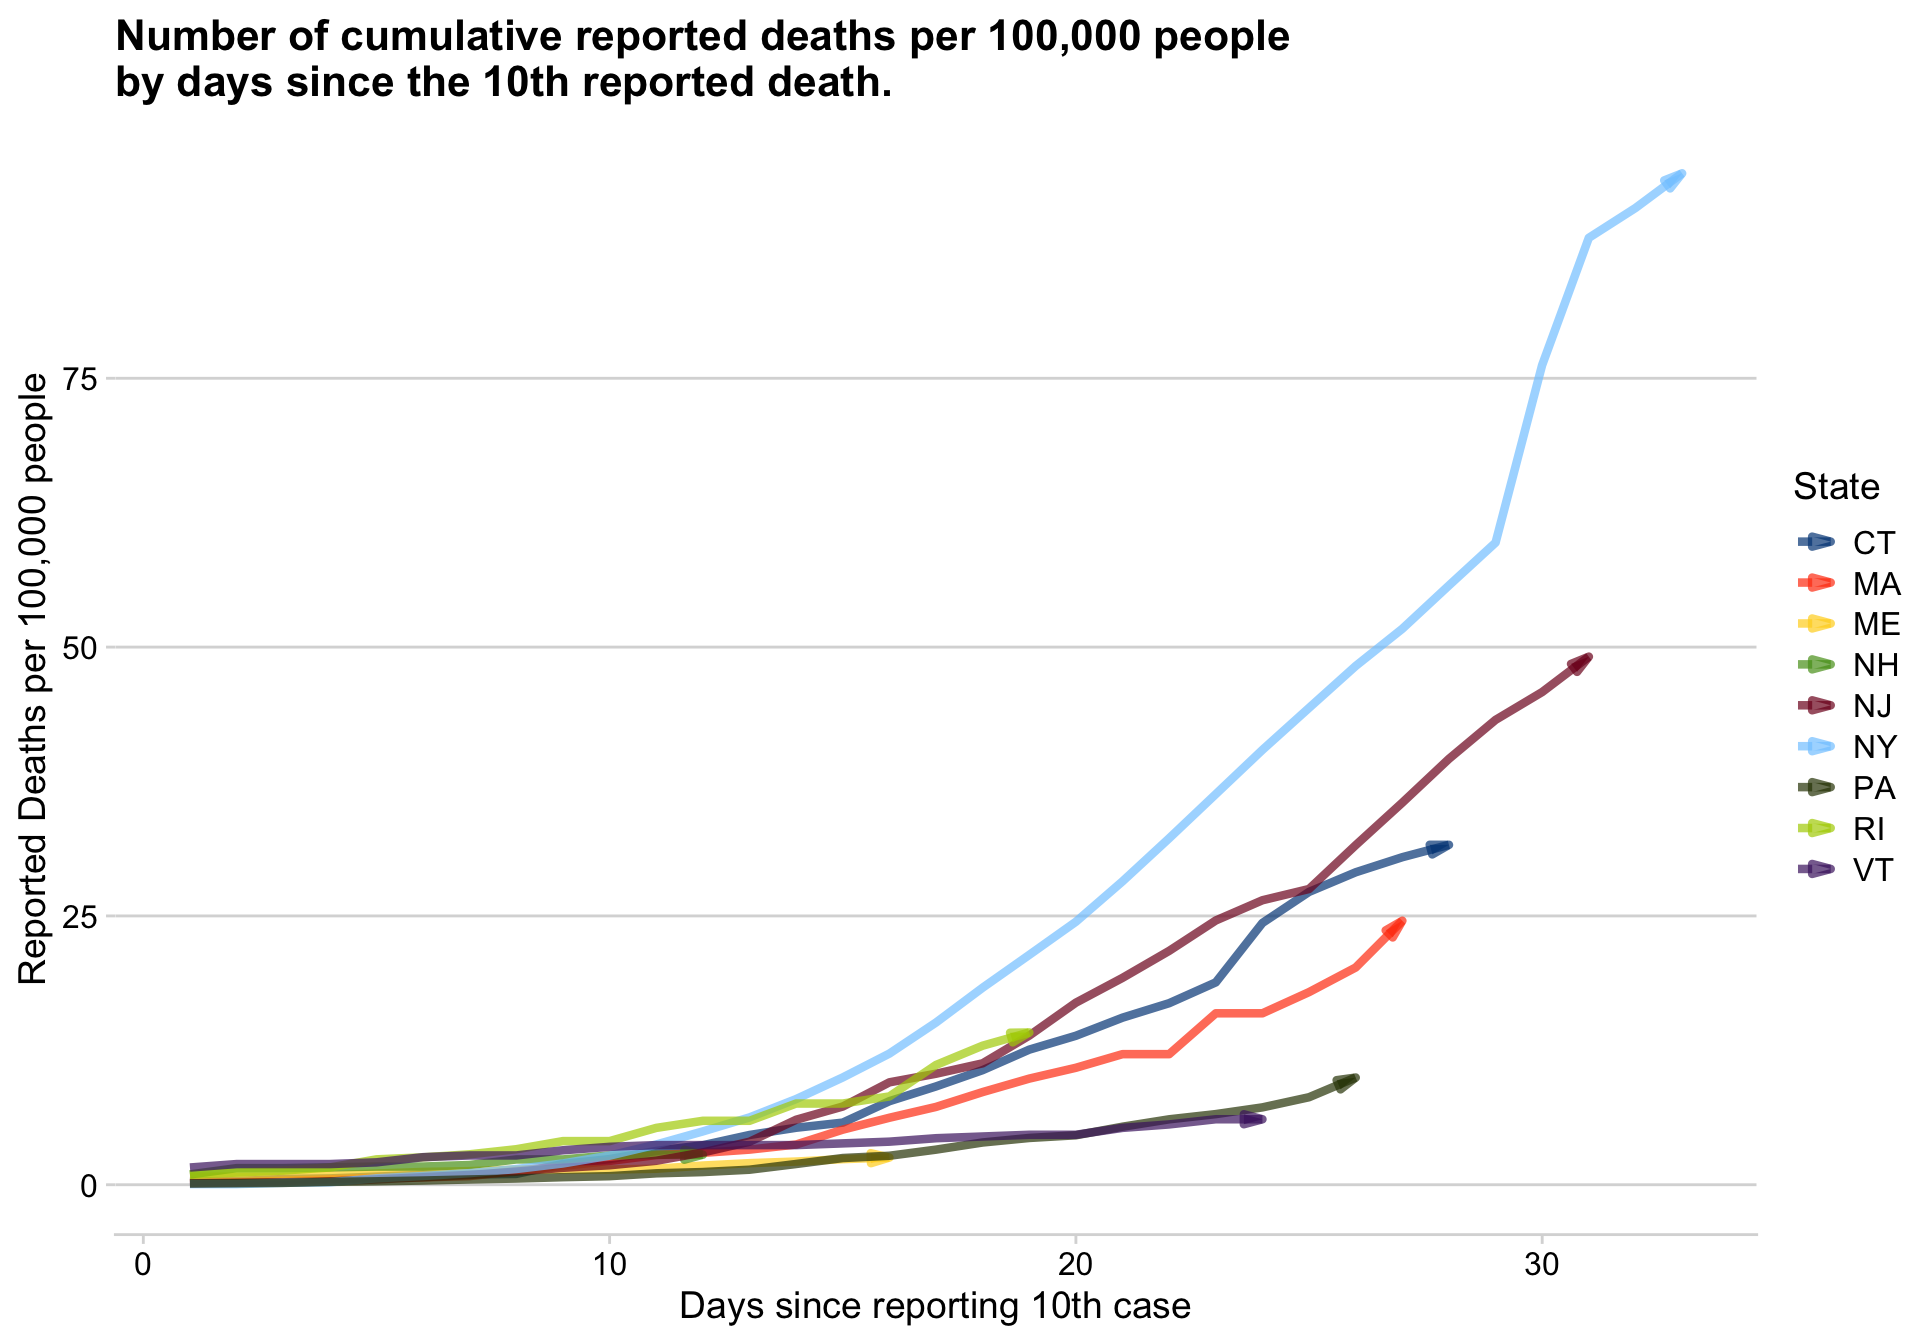 Number of cumulative reported deaths per 100,000 people
by days since the 10th reported death.
Reported Deaths per 100,000 people
75
50
25
0
0
10
20
30
Days since reporting 10th case
State
CT
MA
ME
NH
NJ
NY
PA
RI
VT